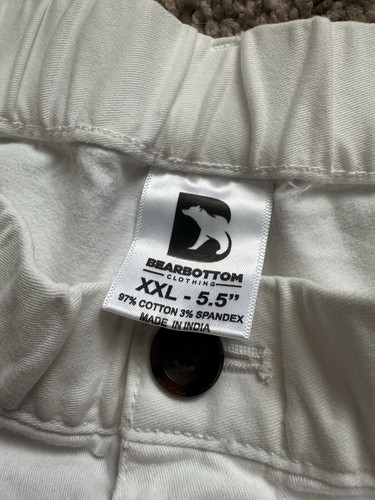 BEARBOTTOM
CLOTHING
XXL - 5.5"
97% COTTON 3% SPANDEX
MADE IN INDIA